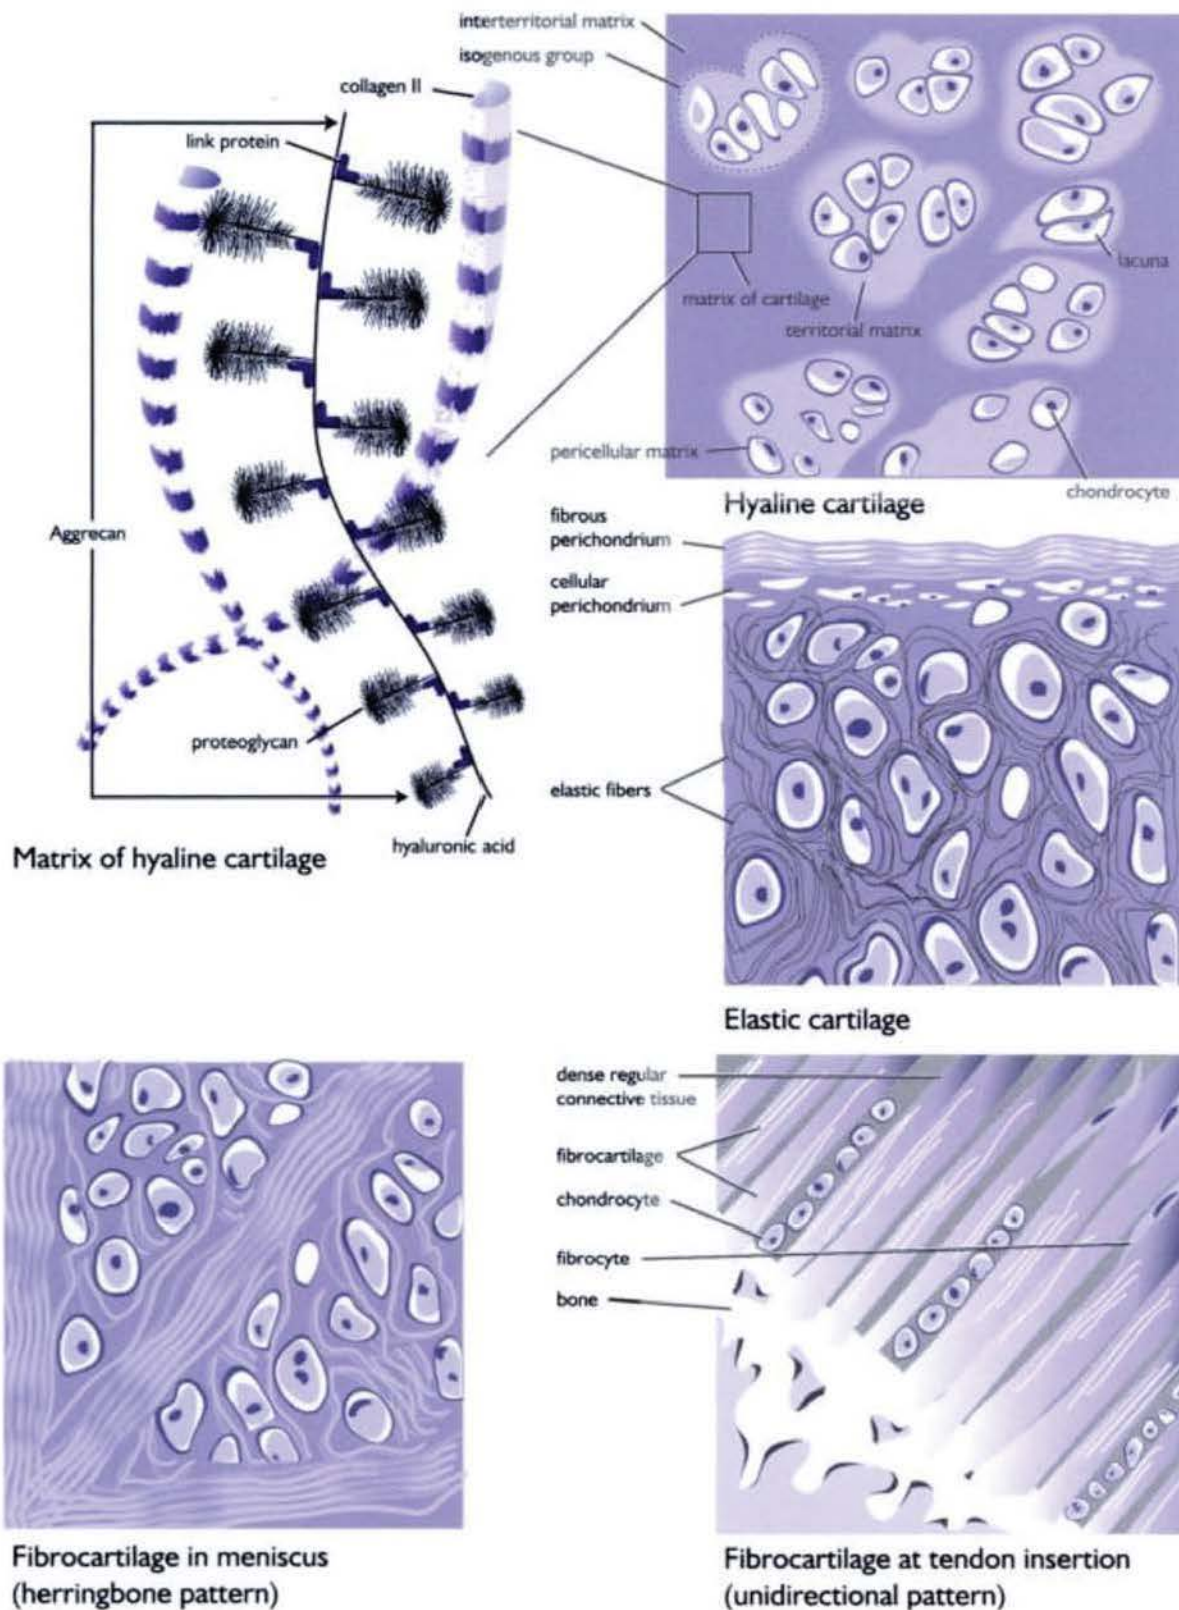 interterritorial matrix
isogenous group
collagen II
link protein
lacuna
matrix of cartilage
territorial matrix
pericellular matrix
chondrocyte
Hyaline cartilage
Aggrecan
proteoglycan
hyaluronic acid
Matrix of hyaline cartilage
fibrous
perichondrium
cellular
perichondrium
elastic fibers
Elastic cartilage
dense regular
connective tissue
fibrocartilage
chondrocyte
fibrocyte
bone
Fibrocartilage in meniscus
(herringbone pattern)
Fibrocartilage at tendon insertion
(unidirectional pattern)